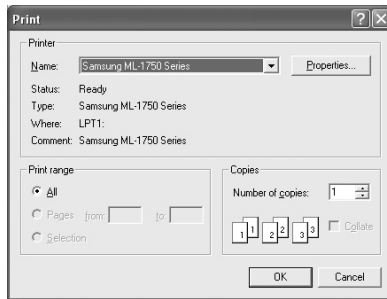 Print
Printer
Name: Samsung ML-1750 Series Properties...
Status: Ready
Type: Samsung ML-1750 Series
Where: LPT1:
Comment: Samsung ML-1750 Series
Print range
All
Pages from: to:
Selection
Copies
Number of copies: 1
1 1 2 2 3 3 Collate
OK Cancel